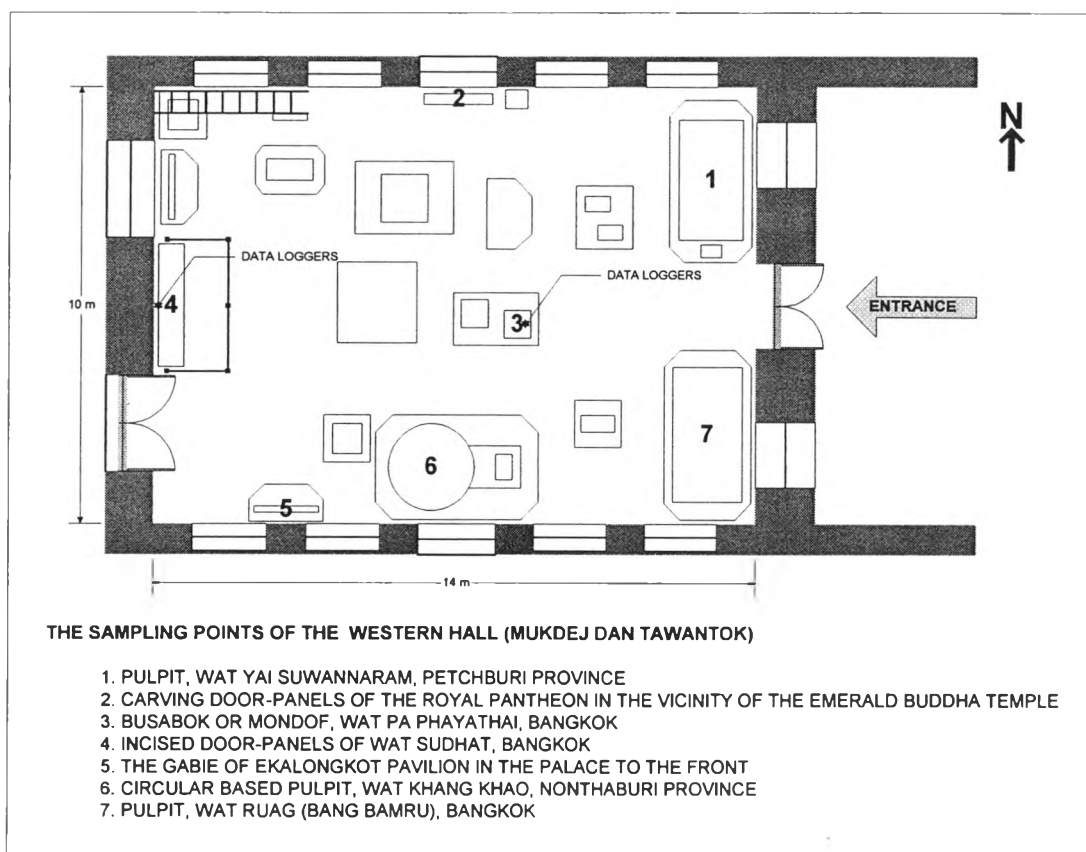 2
N
1
DATA LOGGERS
DATA LOGGERS
4
10 m
3
ENTRANCE
7
6
5
14 m
THE SAMPLING POINTS OF THE WESTERN HALL (MUKDEJ DAN TAWANTOK)
1. PULPIT, WAT YAI SUWANNARAM, PETCHBURI PROVINCE
2. CARVING DOOR-PANELS OF THE ROYAL PANTHEON IN THE VICINITY OF THE EMERALD BUDDHA TEMPLE
3. BUSABOK OR MONDOF, WAT PA PHAYATHAI, BANGKOK
4. INCISED DOOR-PANELS OF WAT SUDHAT, BANGKOK
5. THE GABIE OF EKALONGKOT PAVILION IN THE PALACE TO THE FRONT
6. CIRCULAR BASED PULPIT, WAT KHANG KHAO, NONTHABURI PROVINCE
7. PULPIT, WAT RUAG (BANG BAMRU), BANGKOK